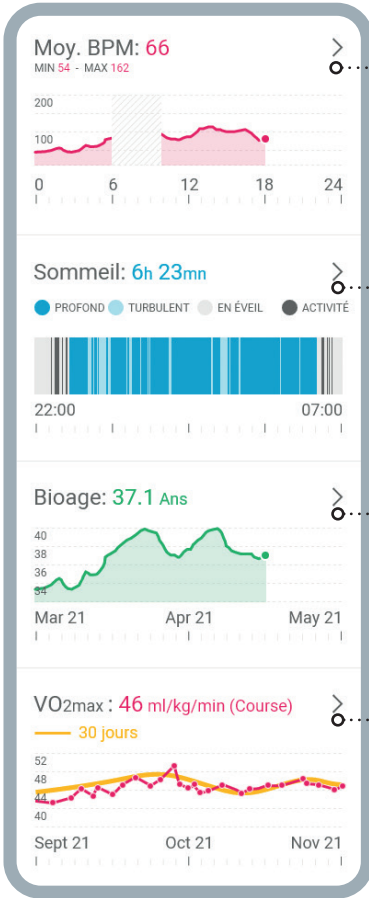 Moy. BPM: 66
MIN 54 - MAX 162
200
100
0 6 12 18 24
Sommeil: 6h 23mn
PROFOND TURBULENT EN ÉVEIL ACTIVITÉ
22:00 07:00
Bioage: 37.1 Ans
40
38
36
34
Mar 21 Apr 21 May 21
VO2max : 46 ml/kg/min (Course)
30 jours
52
48
44
40
Sept 21 Oct 21 Nov 21